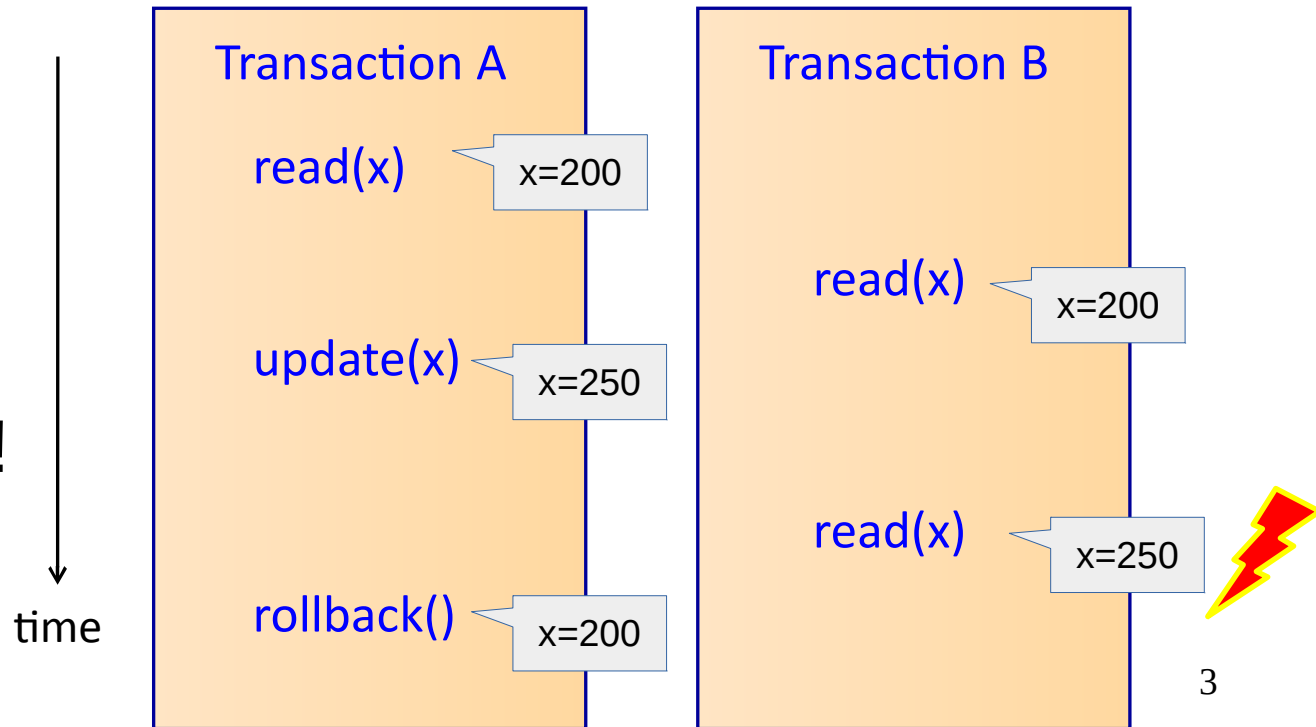 Transaction A
Transaction B
read(x)
x=200
read(x)
x=200
update(x)
x=250
!
read(x)
x=250
rollback()
x=200
time
3